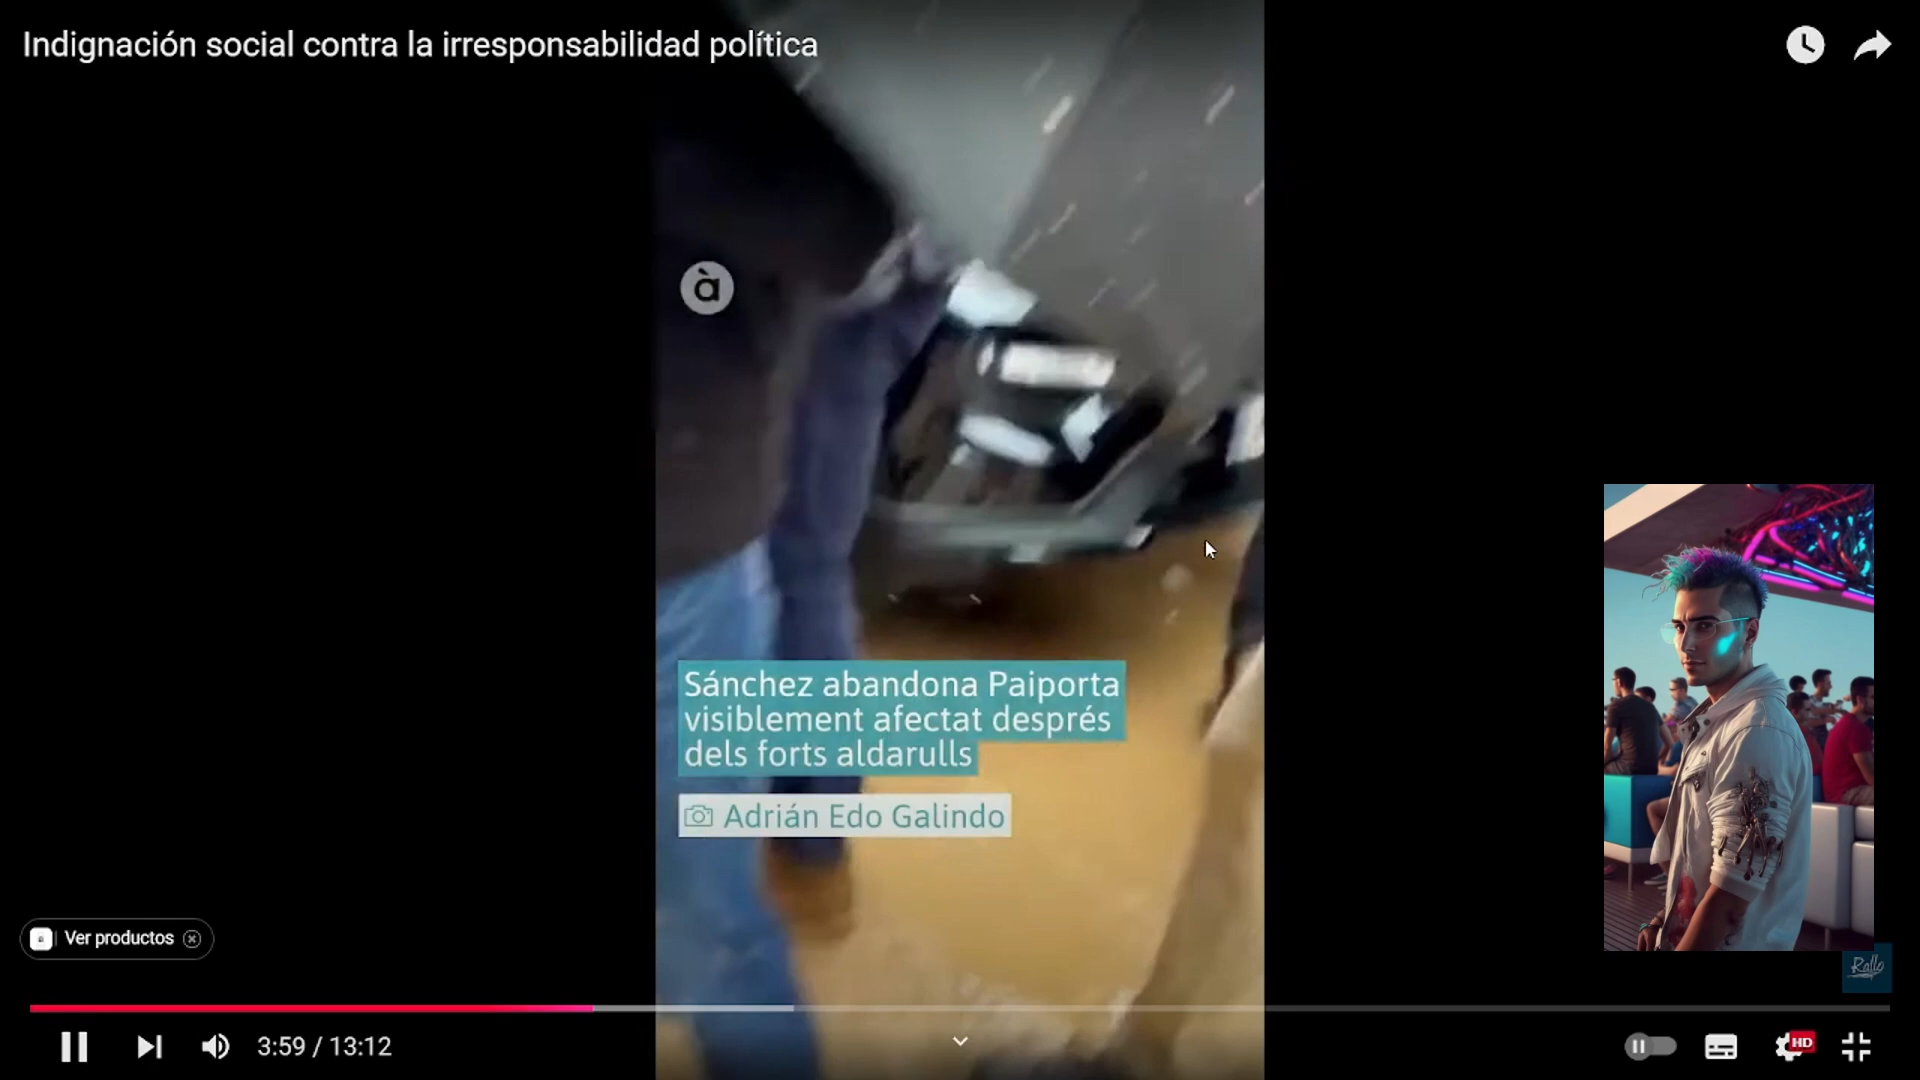 Indignación social contra la irresponsabilidad política
à
Sánchez abandona Paiporta
visiblement afectat després
dels forts aldarulls
Adrián Edo Galindo
Ver productos
Rallo
3:59 / 13:12
HD